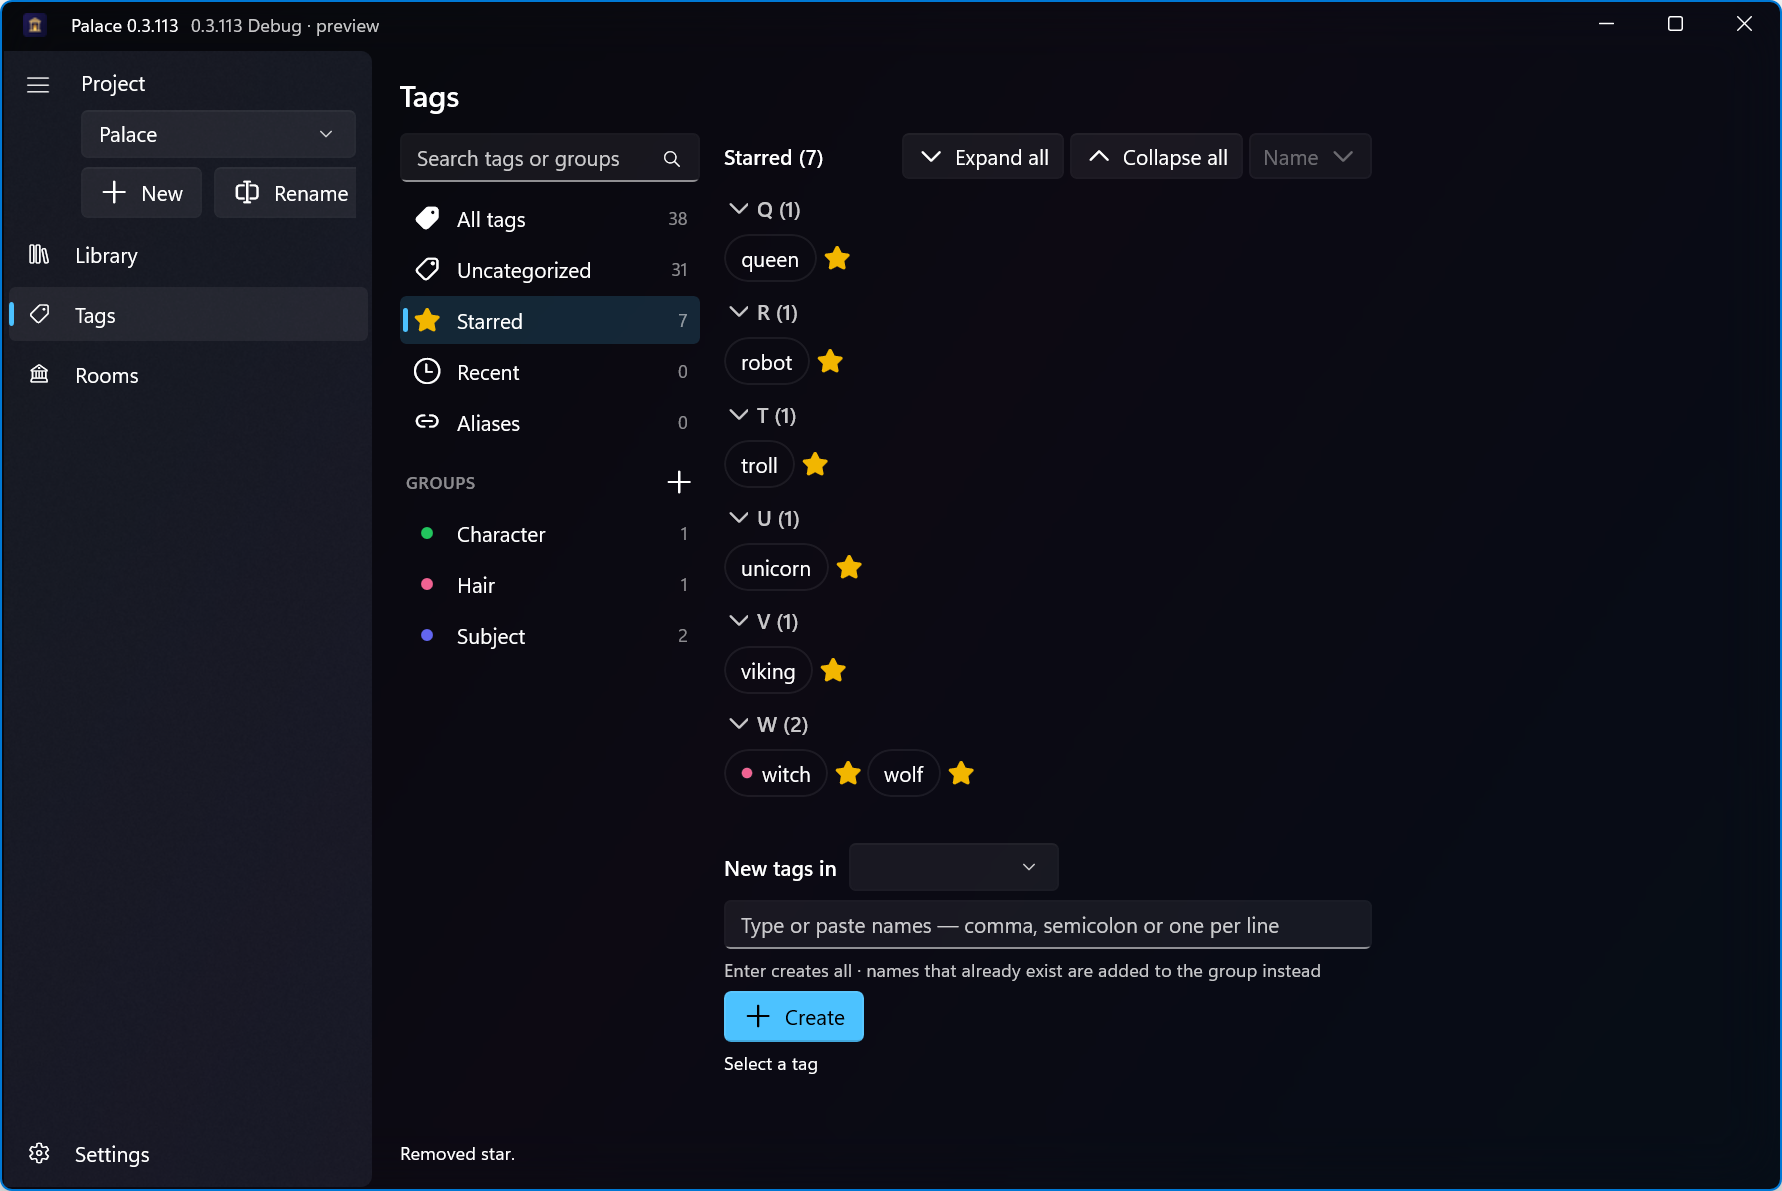 Palace 0.3.113 0.3.113 Debug · preview
Project
Palace
New
Rename
Library
Tags
Rooms
Settings
Tags
Search tags or groups
All tags 38
Uncategorized 31
Starred 7
Recent 0
Aliases 0
GROUPS
Character 1
Hair 1
Subject 2
Starred (7)
Expand all
Collapse all
Name
Q (1)
queen
R (1)
robot
T (1)
troll
U (1)
unicorn
V (1)
viking
W (2)
witch wolf
New tags in
Type or paste names — comma, semicolon or one per line
Enter creates all · names that already exist are added to the group instead
Create
Select a tag
Removed star.